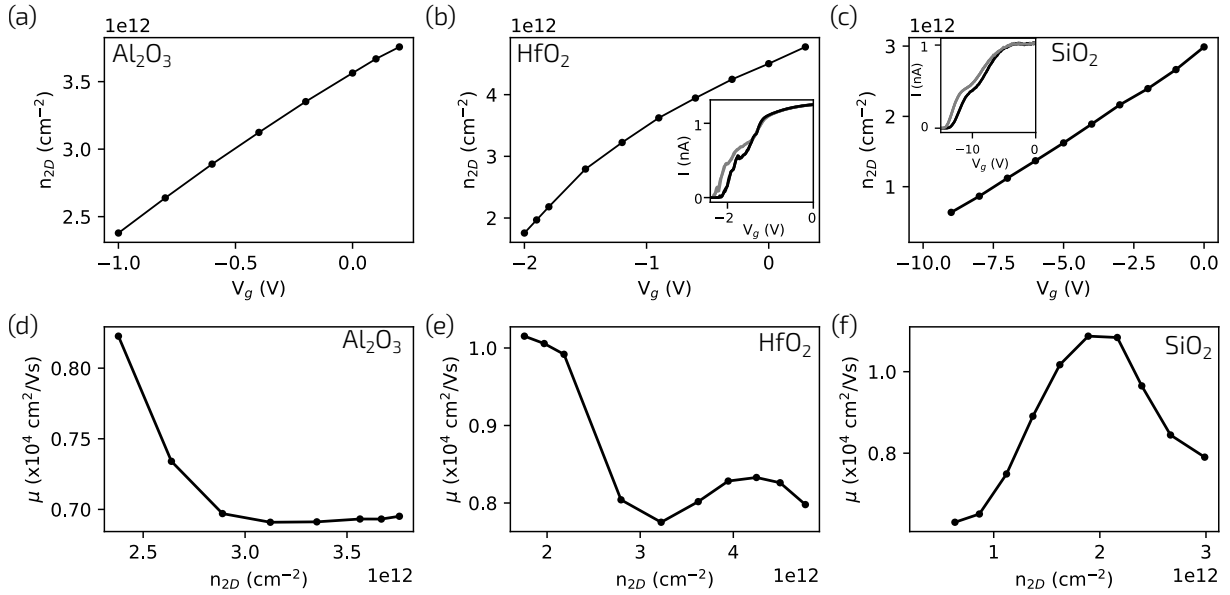 (a)
1e12
Al₂O₃
n₂D (cm⁻²)
3.5
3.0
2.5
−1.0
−0.5
0.0
V_g (V)
(b)
1e12
HfO₂
n₂D (cm⁻²)
4
3
2
−2
−1
0
V_g (V)
I (nA)
1
0
−2
0
V_g (V)
(c)
1e12
SiO₂
n₂D (cm⁻²)
3
2
1
−10.0
−7.5
−5.0
−2.5
0.0
V_g (V)
I (nA)
1
0
−10
0
V_g (V)
(d)
Al₂O₃
μ (x10⁴ cm²/Vs)
0.80
0.75
0.70
2.5
3.0
3.5
n₂D (cm⁻²)
1e12
(e)
HfO₂
μ (x10⁴ cm²/Vs)
1.0
0.9
0.8
2
3
4
n₂D (cm⁻²)
1e12
(f)
SiO₂
μ (x10⁴ cm²/Vs)
1.0
0.8
1
2
3
n₂D (cm⁻²)
1e12